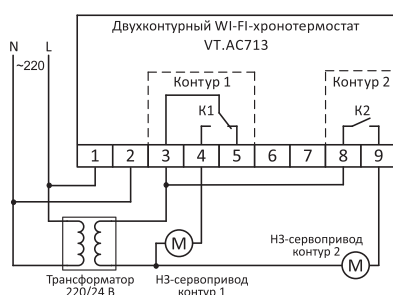 Двухконтурный WI-FI-хронотермостат
VT.AC713
N L
~220
Контур 1
Контур 2
К1
К2
1 2 3 4 5 6 7 8 9
М
НЗ-сервопривод
контур 2
М
Трансформатор
220/24 В
НЗ-сервопривод
контур 1